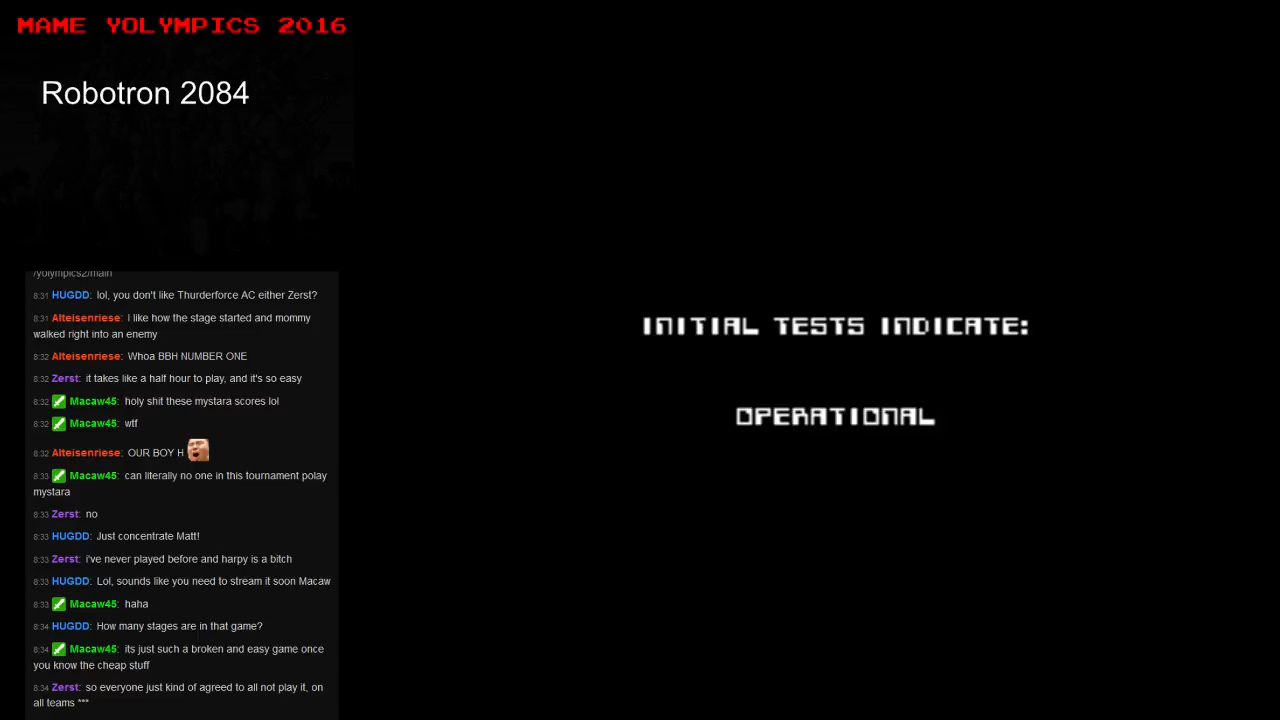 MAME YOLYMPICS 2016
Robotron 2084
/yolympics2/main
8:31 HUGDD: lol, you don't like Thurderforce AC either Zerst?
8:31 Alteisenriese: I like how the stage started and mommy
walked right into an enemy
8:32 Alteisenriese: Whoa BBH NUMBER ONE
8:32 Zerst: it takes like a half hour to play, and it's so easy
8:32 Macaw45: holy shit these mystara scores lol
8:32 Macaw45: wtf
8:32 Alteisenriese: OUR BOY H
8:33 Macaw45: can literally no one in this tournament polay
mystara
8:33 Zerst: no
8:33 HUGDD: Just concentrate Matt!
8:33 Zerst: i've never played before and harpy is a bitch
8:33 HUGDD: Lol, sounds like you need to stream it soon Macaw
8:33 Macaw45: haha
8:34 HUGDD: How many stages are in that game?
8:34 Macaw45: its just such a broken and easy game once
you know the cheap stuff
8:34 Zerst: so everyone just kind of agreed to all not play it, on
all teams ***
INITIAL TESTS INDICATE:
OPERATIONAL